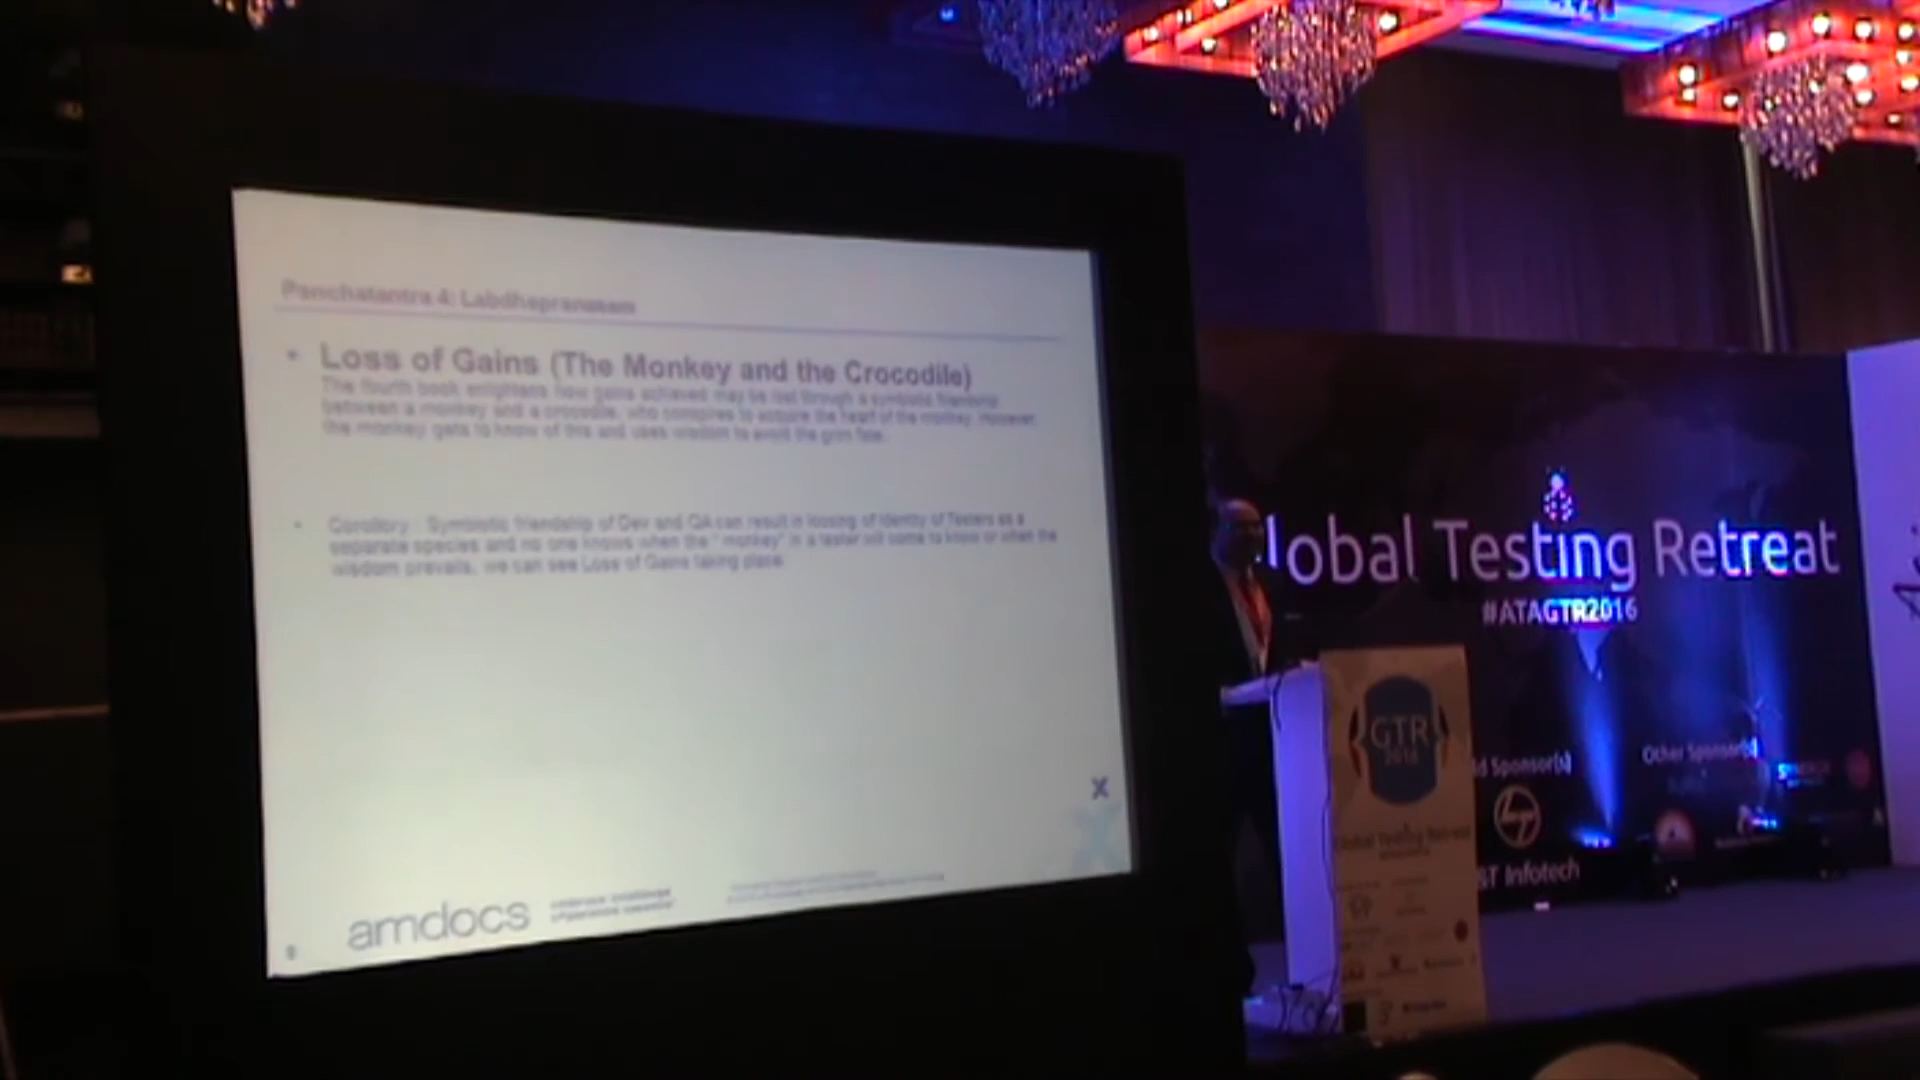 Panchatantra 4: Labdhapranasam
• Loss of Gains (The Monkey and the Crocodile)
The fourth book enlightens how gains achieved may be lost through a symbiotic friendship
between a monkey and a crocodile, who conspires to acquire the heart of the monkey. However,
the monkey gets to know of this and uses wisdom to avoid the grim fate.
• Corollory : Symbiotic friendship of Dev and QA can result in loosing of identity of Testers as a
separate species and no one knows when the " monkey" in a tester will come to know or when the
wisdom prevails, we can see Loss of Gains taking place.
amdocs
lobal Testing Retreat
#ATAGTR2016
GTR
2016
Global Testing Retreat
d Sponsor[s]
Other Sponsor[s]
&T Infotech